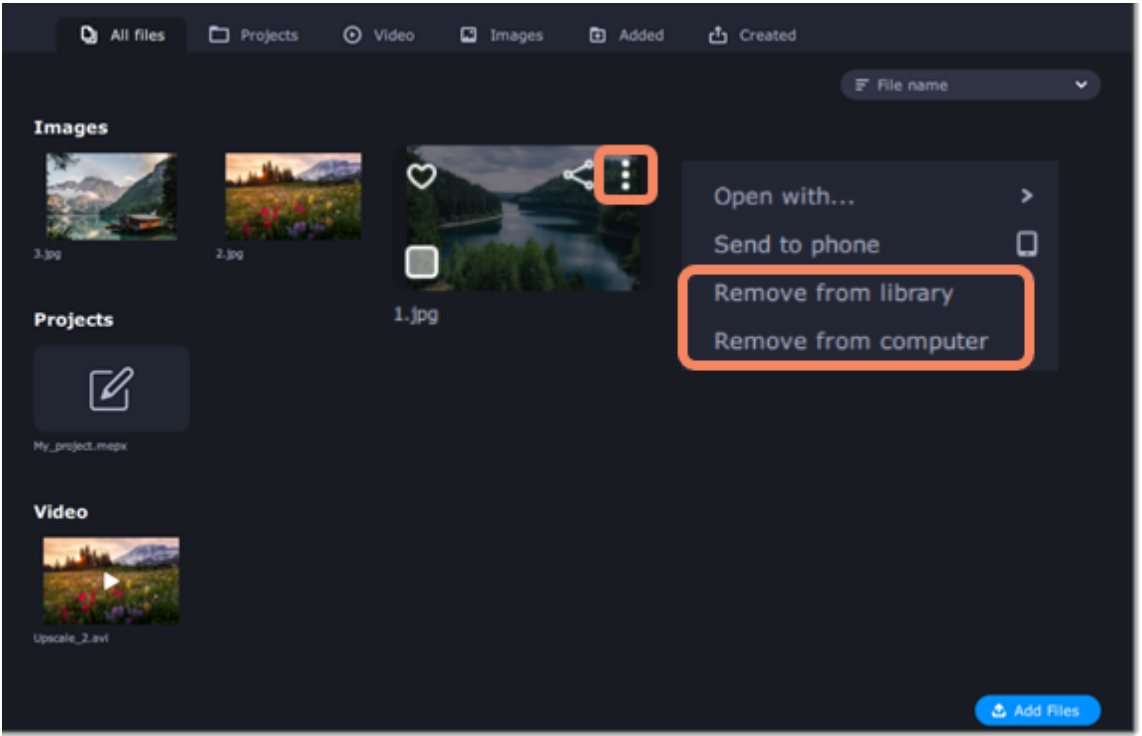 All files
Projects
Video
Images
Added
Created
File name
Images
3.jpg
2.jpg
1.jpg
Open with...
Send to phone
Remove from library
Remove from computer
Projects
My_project.mepx
Video
Upscale_2.avi
Add Files